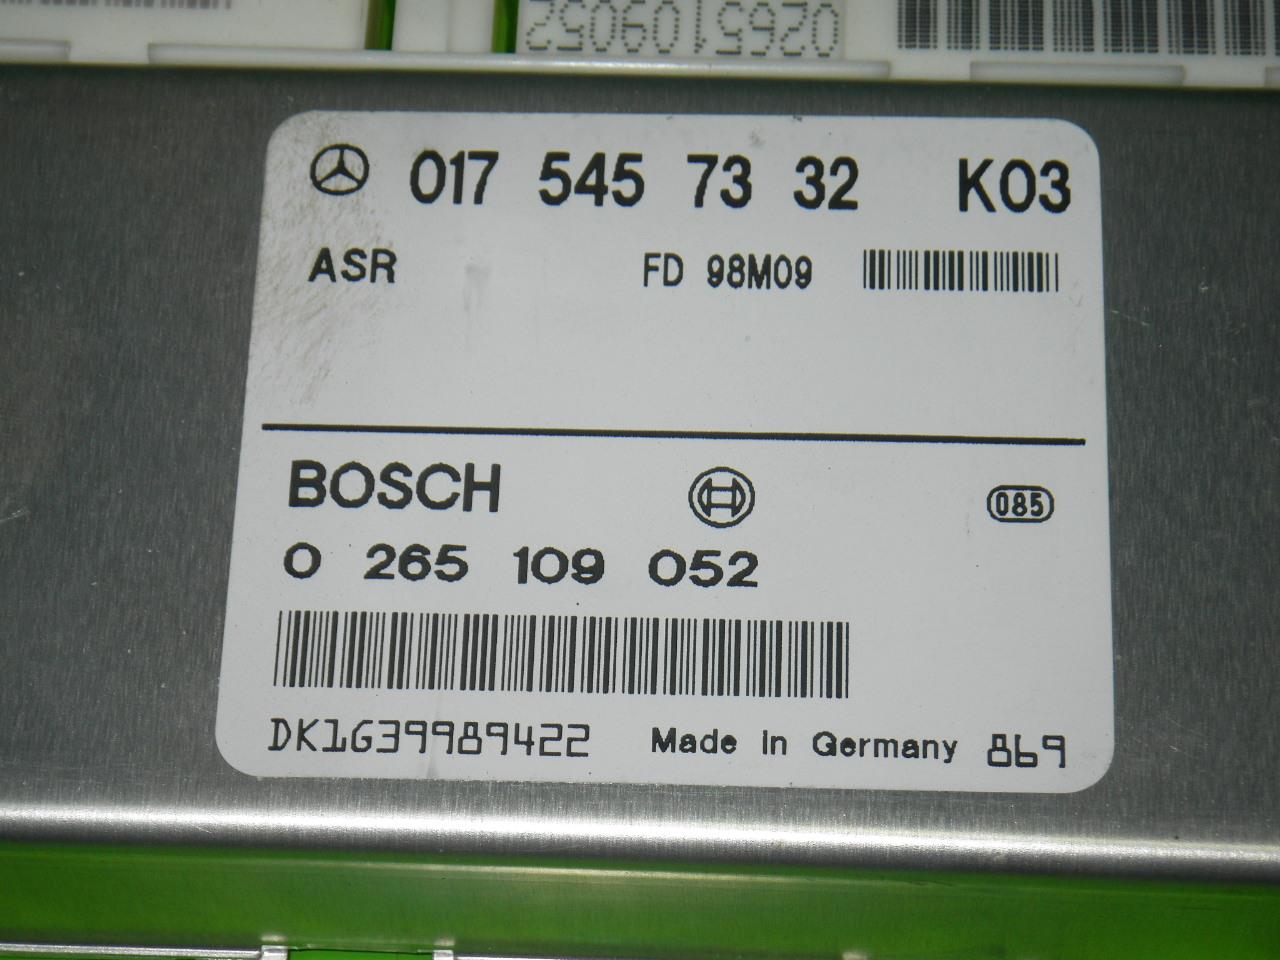 0265109052
017 545 73 32 K03
ASR FD 98M09
BOSCH 085
0 265 109 052
DK1G39989422 Made in Germany 869